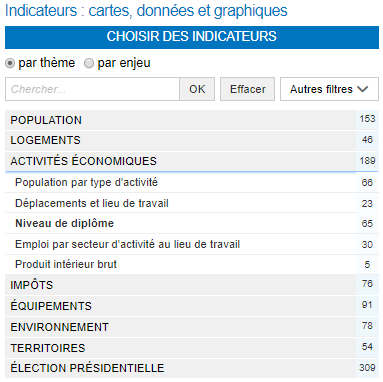 Indicateurs : cartes, données et graphiques
CHOISIR DES INDICATEURS
par thème par enjeu
Chercher... OK Effacer Autres filtres
POPULATION 153
LOGEMENTS 46
ACTIVITÉS ÉCONOMIQUES 189
Population par type d'activité 66
Déplacements et lieu de travail 23
Niveau de diplôme 65
Emploi par secteur d'activité au lieu de travail 30
Produit intérieur brut 5
IMPÔTS 76
ÉQUIPEMENTS 91
ENVIRONNEMENT 78
TERRITOIRES 54
ÉLECTION PRÉSIDENTIELLE 309